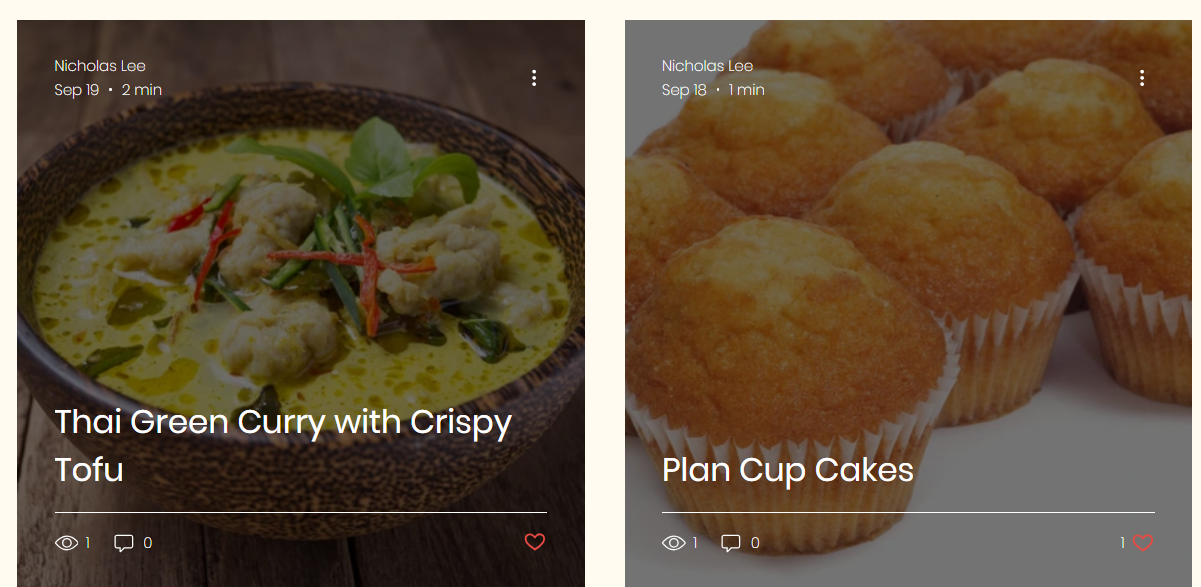 Nicholas Lee
Sep 19 • 2 min
Thai Green Curry with Crispy
Tofu
1 0
Nicholas Lee
Sep 18 • 1 min
Plan Cup Cakes
1 0 1